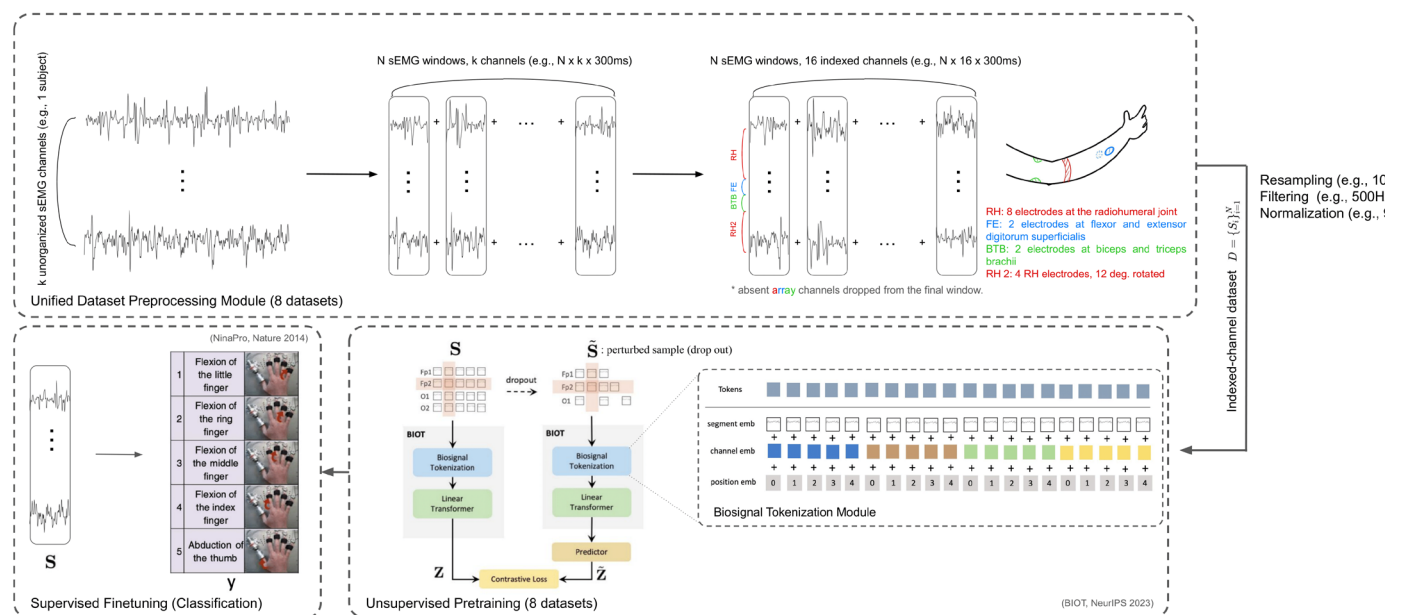 k unorganized sEMG channels (e.g., 1 subject)
N sEMG windows, k channels (e.g., N x k x 300ms)
+ + ... +
+ + ... +
N sEMG windows, 16 indexed channels (e.g., N x 16 x 300ms)
+ + ... +
+ + ... +
RH
FE
BTB
RH2
RH: 8 electrodes at the radiohumeral joint
FE: 2 electrodes at flexor and extensor
digitorum superficialis
BTB: 2 electrodes at biceps and triceps
brachii
RH 2: 4 RH electrodes, 12 deg. rotated
* absent array channels dropped from the final window.
Unified Dataset Preprocessing Module (8 datasets)
Resampling (e.g., 10
Filtering (e.g., 500H
Normalization (e.g.,
Indexed-channel dataset D = {S_i}_{i=1}^N
(NinaPro, Nature 2014)
1 Flexion of
the little
finger
2 Flexion of
the ring
finger
3 Flexion of
the middle
finger
4 Flexion of
the index
finger
5 Abduction of
the thumb
S
y
Supervised Finetuning (Classification)
S
Fp1
Fp2
O1
O2
dropout
S̃ : perturbed sample (drop out)
Fp1
Fp2
O1
BIOT
Biosignal
Tokenization
Linear
Transformer
BIOT
Biosignal
Tokenization
Linear
Transformer
Predictor
Z
Contrastive Loss
Z̃
Tokens
segment emb
+ + + + + + + + + + + + + + + + + + + +
channel emb
+ + + + + + + + + + + + + + + + + + + +
position emb 0 1 2 3 4 0 1 2 3 4 0 1 2 3 4 0 1 2 3 4
Biosignal Tokenization Module
Unsupervised Pretraining (8 datasets)
(BIOT, NeurIPS 2023)